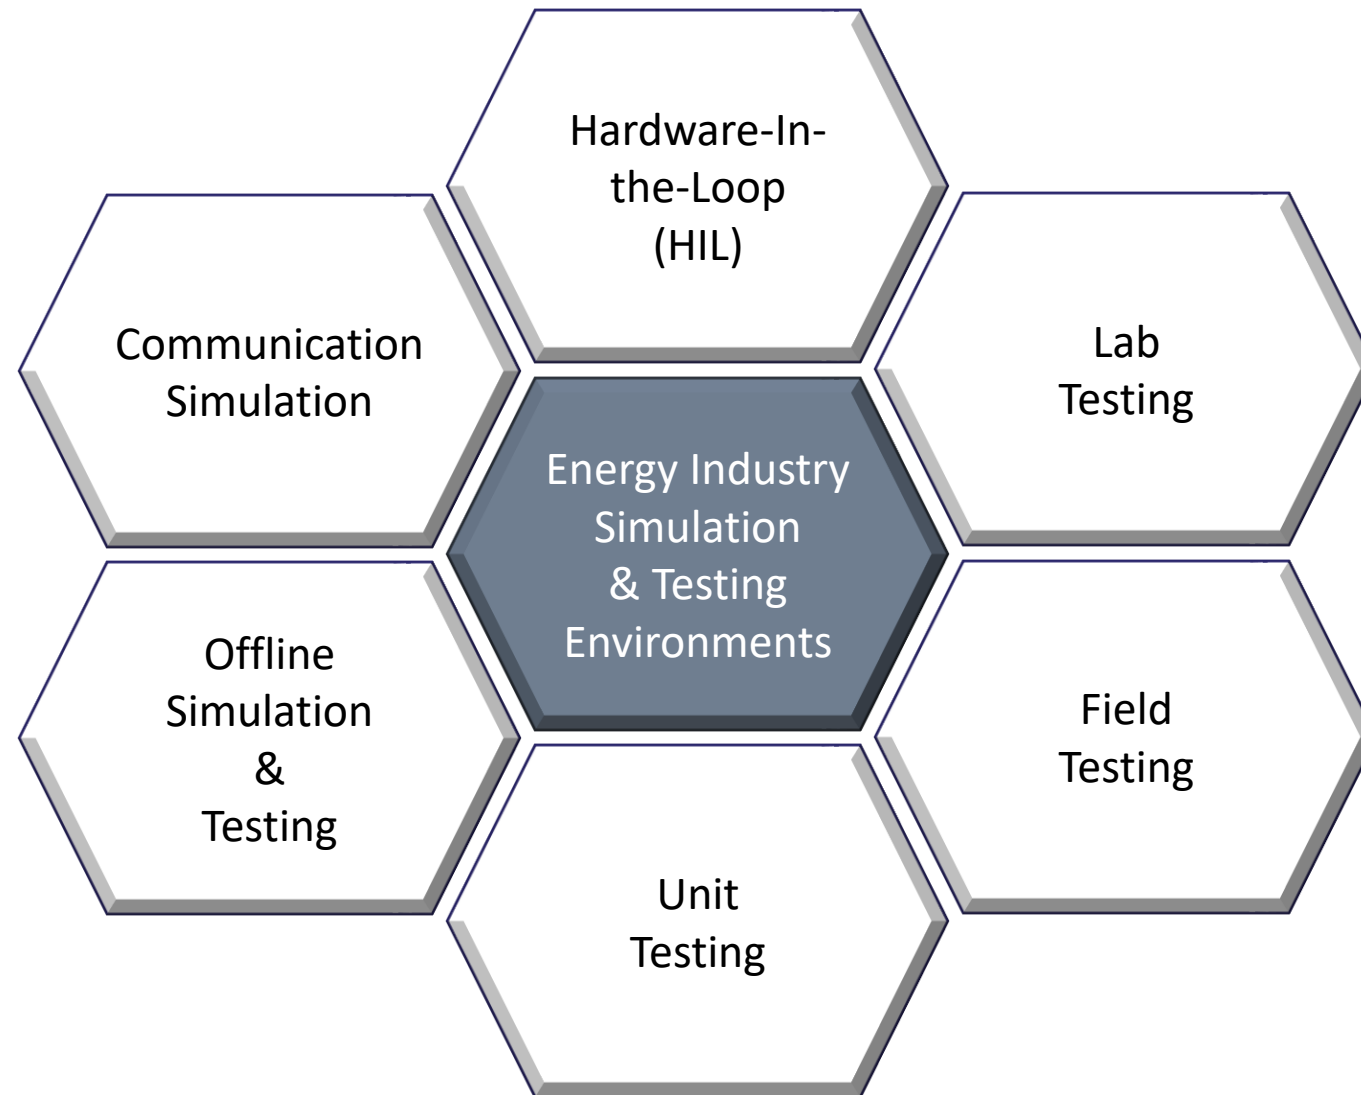 Hardware-In-
the-Loop
(HIL)
Communication
Simulation
Lab
Testing
Energy Industry
Simulation
& Testing
Environments
Offline
Simulation
&
Testing
Field
Testing
Unit
Testing